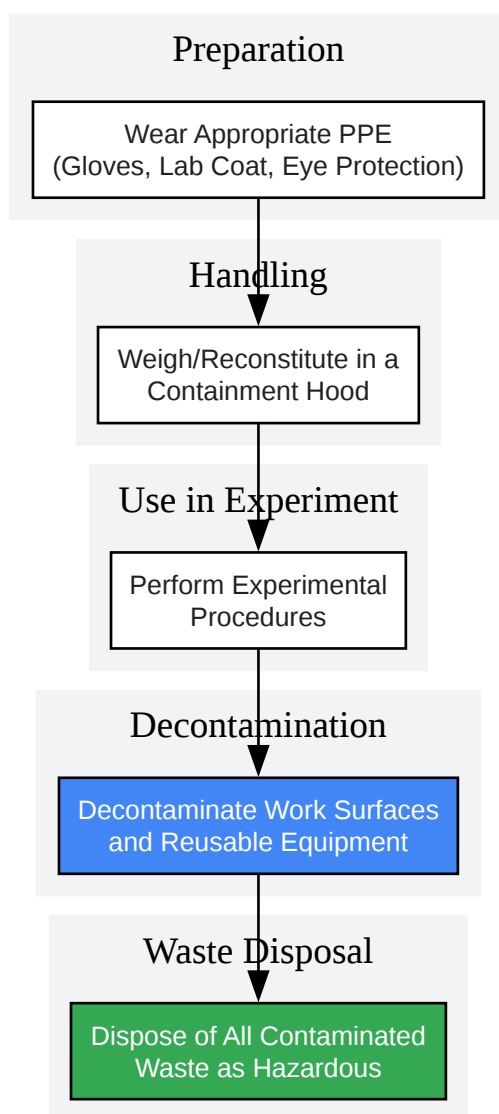 Preparation
Wear Appropriate PPE
(Gloves, Lab Coat, Eye Protection)
Handling
Weigh/Reconstitute in a
Containment Hood
Use in Experiment
Perform Experimental
Procedures
Decontamination
Decontaminate Work Surfaces
and Reusable Equipment
Waste Disposal
Dispose of All Contaminated
Waste as Hazardous